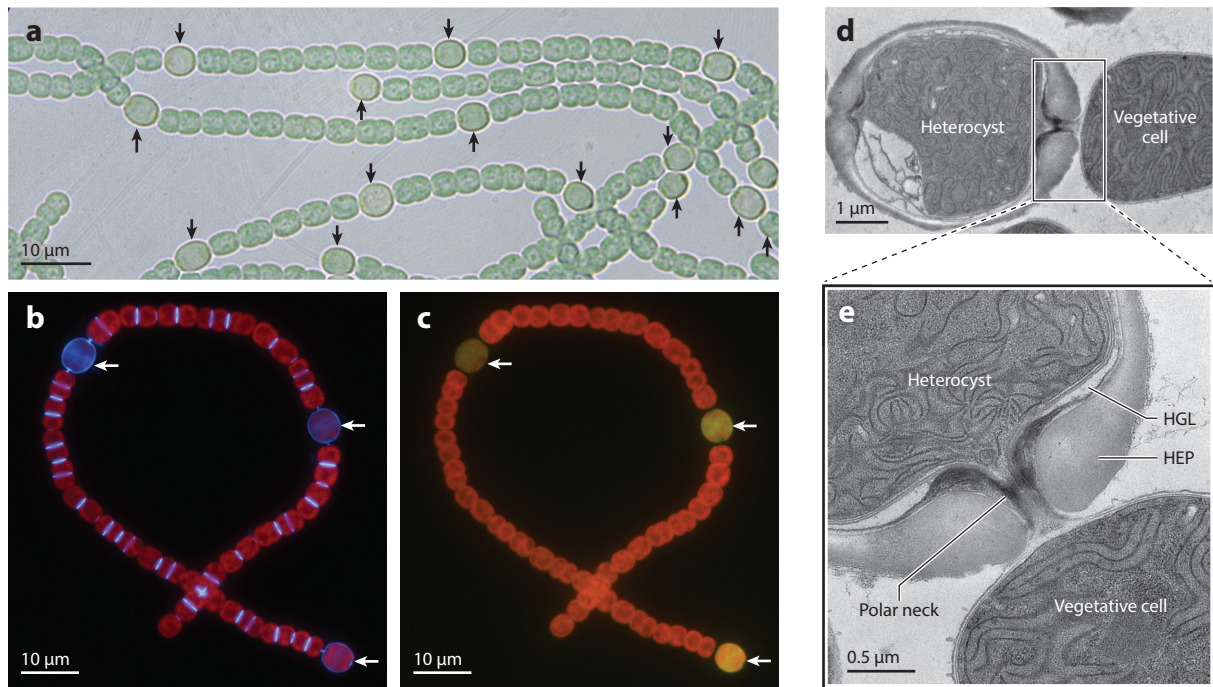 a
10 µm
b
10 µm
c
10 µm
d
Heterocyst
Vegetative
cell
1 µm
e
Heterocyst
HGL
HEP
Polar neck
Vegetative cell
0.5 µm